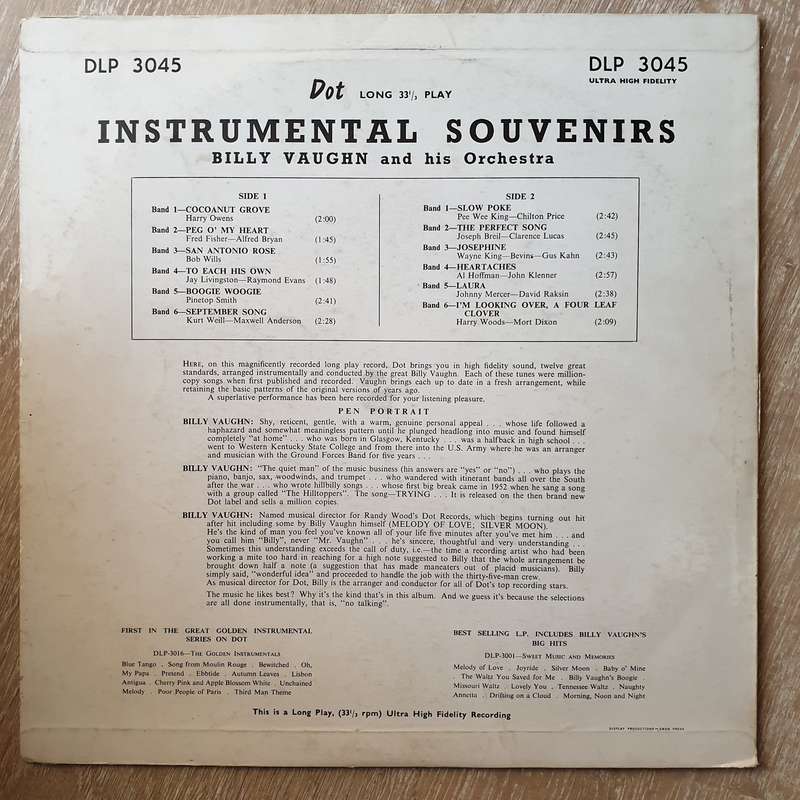 DLP 3045
DLP 3045
ULTRA HIGH FIDELITY
Dot LONG 33⅓ PLAY
INSTRUMENTAL SOUVENIRS
BILLY VAUGHN and his Orchestra
SIDE 1
Band 1—COCOANUT GROVE
Harry Owens (2:00)
Band 2—PEG O' MY HEART
Fred Fisher—Alfred Bryan (1:45)
Band 3—SAN ANTONIO ROSE
Bob Wills (1:55)
Band 4—TO EACH HIS OWN
Jay Livingston—Raymond Evans (1:48)
Band 5—BOOGIE WOOGIE
Pinetop Smith (2:41)
Band 6—SEPTEMBER SONG
Kurt Weill—Maxwell Anderson (2:28)
SIDE 2
Band 1—SLOW POKE
Pee Wee King—Chilton Price (2:42)
Band 2—THE PERFECT SONG
Joseph Breil—Clarence Lucas (2:45)
Band 3—JOSEPHINE
Wayne King—Bevins—Gus Kahn (2:43)
Band 4—HEARTACHES
Al Hoffman—John Klenner (2:57)
Band 5—LAURA
Johnny Mercer—David Raksin (2:38)
Band 6—I'M LOOKING OVER, A FOUR LEAF
CLOVER
Harry Woods—Mort Dixon (2:09)
HERE, on this magnificently recorded long play record, Dot brings you in high fidelity sound, twelve great
standards, arranged instrumentally and conducted by the great Billy Vaughn. Each of these tunes were million-
copy songs when first published and recorded. Vaughn brings each up to date in a fresh arrangement, while
retaining the basic patterns of the original versions of years ago.
A superlative performance has been here recorded for your listening pleasure.
PEN PORTRAIT
BILLY VAUGHN: Shy, reticent, gentle, with a warm, genuine personal appeal . . . whose life followed a
haphazard and somewhat meaningless pattern until he plunged headlong into music and found himself
completely "at home" . . . who was born in Glasgow, Kentucky . . . was a halfback in high school . . .
went to Western Kentucky State College and from there into the U.S. Army where he was an arranger
and musician with the Ground Forces Band for five years . . .
BILLY VAUGHN: "The quiet man" of the music business (his answers are "yes" or "no") . . . who plays the
piano, banjo, sax, woodwinds, and trumpet . . . who wandered with itinerant bands all over the South
after the war . . . who wrote hillbilly songs . . . whose first big break came in 1952 when he sang a song
with a group called "The Hilltoppers". The song—TRYING . . . It is released on the then brand new
Dot label and sells a million copies.
BILLY VAUGHN: Named musical director for Randy Wood's Dot Records, which begins turning out hit
after hit including some by Billy Vaughn himself (MELODY OF LOVE; SILVER MOON).
He's the kind of man you feel you've known all of your life five minutes after you've met him . . . and
you call him "Billy", never "Mr. Vaughn" . . . he's sincere, thoughtful and very understanding . . .
Sometimes this understanding exceeds the call of duty, i.e.—the time a recording artist who had been
working a mite too hard in reaching for a high note suggested to Billy that the whole arrangement be
brought down half a note (a suggestion that has made maneaters out of placid musicians). Billy
simply said, "wonderful idea" and proceeded to handle the job with the thirty-five-man crew.
As musical director for Dot, Billy is the arranger and conductor for all of Dot's top recording stars.
The music he likes best? Why it's the kind that's in this album. And we guess it's because the selections
are all done instrumentally, that is, "no talking".
FIRST IN THE GREAT GOLDEN INSTRUMENTAL
SERIES ON DOT
DLP-3016—THE GOLDEN INSTRUMENTALS
Blue Tango . Song from Moulin Rouge . Bewitched . Oh,
My Papa . Pretend . Ebbtide . Autumn Leaves . Lisbon
Antigua . Cherry Pink and Apple Blossom White . Unchained
Melody . Poor People of Paris . Third Man Theme
BEST SELLING L.P. INCLUDES BILLY VAUGHN'S
BIG HITS
DLP-3001—SWEET MUSIC AND MEMORIES
Melody of Love . Joyride . Silver Moon . Baby o' Mine
The Waltz You Saved for Me . Billy Vaughn's Boogie .
Missouri Waltz . Lovely You . Tennessee Waltz . Naughty
Annetta . Drifting on a Cloud . Morning, Noon and Night
This is a Long Play, (33⅓ rpm) Ultra High Fidelity Recording
DISPLAY PRODUCTIONS